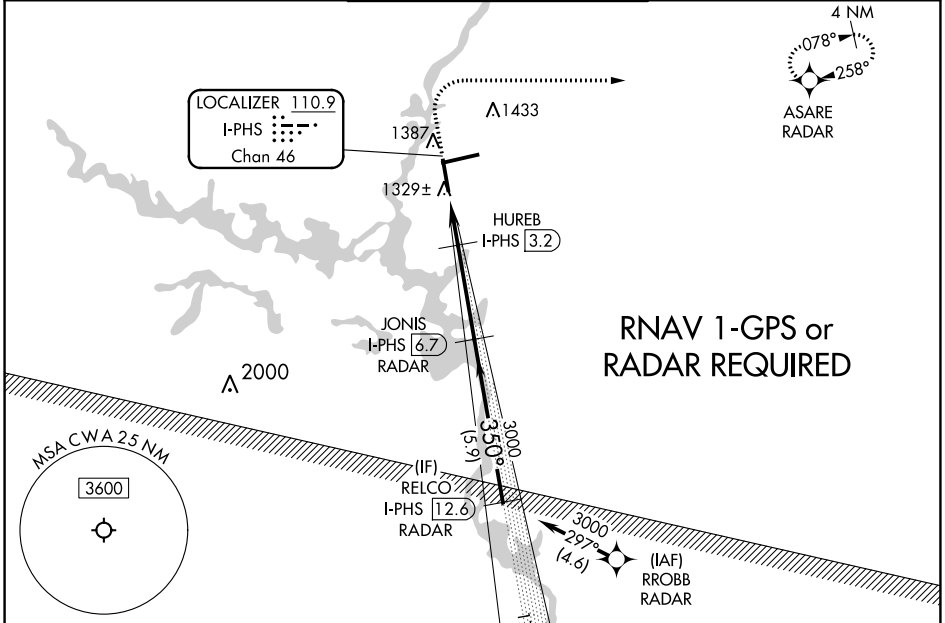 4 NM
078°
258°
ASARE
RADAR
LOCALIZER 110.9
I-PHS
Chan 46
1433
1387
1329±
HUREB
I-PHS 3.2
JONIS
I-PHS 6.7
RADAR
RNAV 1-GPS or
RADAR REQUIRED
2000
3000
350°
(5.9)
MSA CWA 25 NM
3600
(IF)
RELCO
I-PHS 12.6
RADAR
3000
297°
(4.6)
(IAF)
RROBB
RADAR